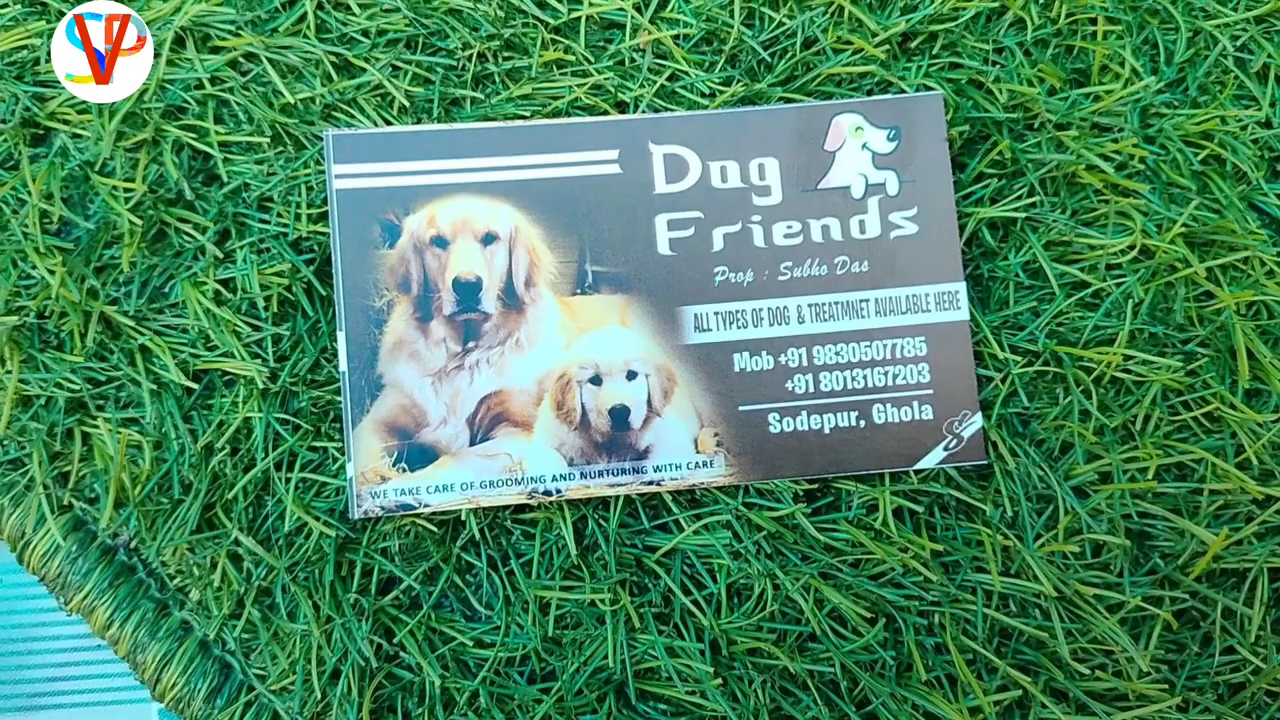 SVP
Dog
Friends
Prop : Subho Das
ALL TYPES OF DOG & TREATMNET AVAILABLE HERE
Mob +91 9830507785
+91 8013167203
Sodepur, Ghola
WE TAKE CARE OF GROOMING AND NURTURING WITH CARE